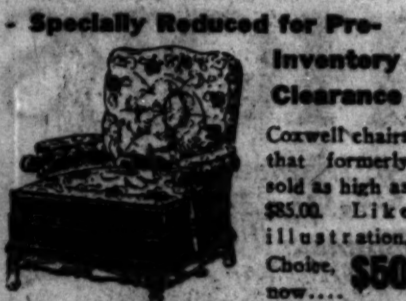 - Specially Reduced for Pre-
Inventory
Clearance
Coxwell chairs
that formerly
sold as high as
$85.00. Like
illustration.
Choice,
now.... $50